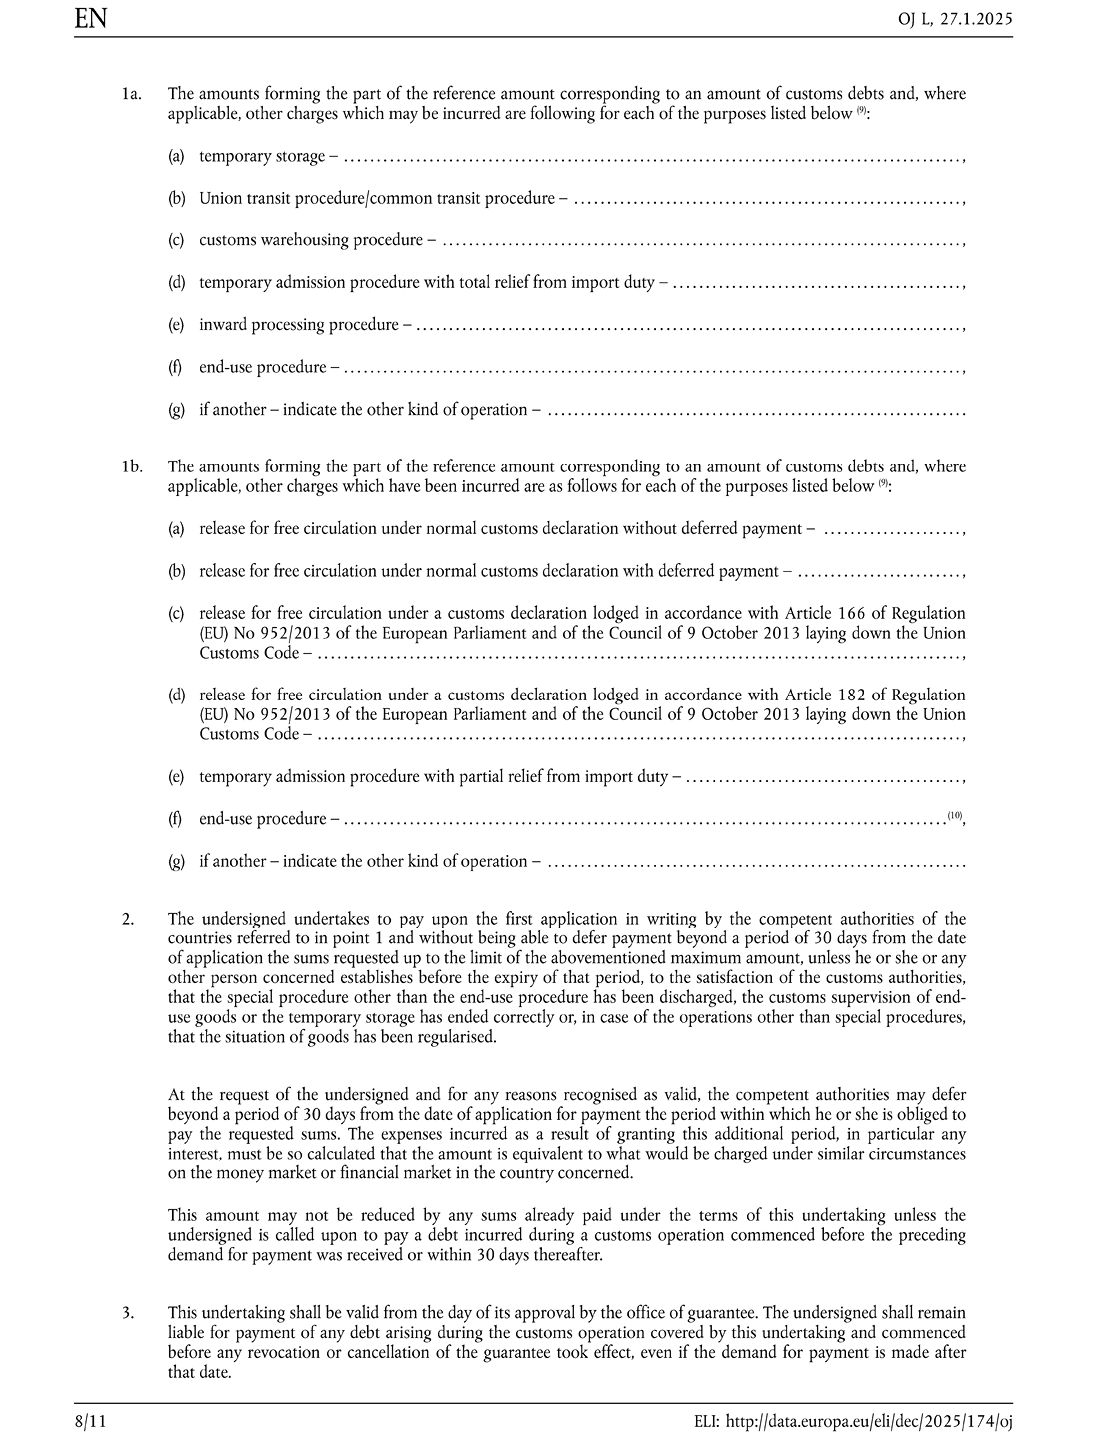 EN
OJ L, 27.1.2025
1a. The amounts forming the part of the reference amount corresponding to an amount of customs debts and, where
applicable, other charges which may be incurred are following for each of the purposes listed below (9):
(a) temporary storage – ..............................................................................................,
(b) Union transit procedure/common transit procedure – ...........................................................,
(c) customs warehousing procedure – ...............................................................................,
(d) temporary admission procedure with total relief from import duty – ............................................,
(e) inward processing procedure – ...................................................................................,
(f) end-use procedure – ..............................................................................................,
(g) if another – indicate the other kind of operation – ................................................................
1b. The amounts forming the part of the reference amount corresponding to an amount of customs debts and, where
applicable, other charges which have been incurred are as follows for each of the purposes listed below (9):
(a) release for free circulation under normal customs declaration without deferred payment – .....................,
(b) release for free circulation under normal customs declaration with deferred payment – .........................,
(c) release for free circulation under a customs declaration lodged in accordance with Article 166 of Regulation
(EU) No 952/2013 of the European Parliament and of the Council of 9 October 2013 laying down the Union
Customs Code – ..................................................................................................,
(d) release for free circulation under a customs declaration lodged in accordance with Article 182 of Regulation
(EU) No 952/2013 of the European Parliament and of the Council of 9 October 2013 laying down the Union
Customs Code – ..................................................................................................,
(e) temporary admission procedure with partial relief from import duty – ..........................................,
(f) end-use procedure – ............................................................................................(10),
(g) if another – indicate the other kind of operation – ................................................................
2. The undersigned undertakes to pay upon the first application in writing by the competent authorities of the
countries referred to in point 1 and without being able to defer payment beyond a period of 30 days from the date
of application the sums requested up to the limit of the abovementioned maximum amount, unless he or she or any
other person concerned establishes before the expiry of that period, to the satisfaction of the customs authorities,
that the special procedure other than the end-use procedure has been discharged, the customs supervision of end-
use goods or the temporary storage has ended correctly or, in case of the operations other than special procedures,
that the situation of goods has been regularised.
At the request of the undersigned and for any reasons recognised as valid, the competent authorities may defer
beyond a period of 30 days from the date of application for payment the period within which he or she is obliged to
pay the requested sums. The expenses incurred as a result of granting this additional period, in particular any
interest, must be so calculated that the amount is equivalent to what would be charged under similar circumstances
on the money market or financial market in the country concerned.
This amount may not be reduced by any sums already paid under the terms of this undertaking unless the
undersigned is called upon to pay a debt incurred during a customs operation commenced before the preceding
demand for payment was received or within 30 days thereafter.
3. This undertaking shall be valid from the day of its approval by the office of guarantee. The undersigned shall remain
liable for payment of any debt arising during the customs operation covered by this undertaking and commenced
before any revocation or cancellation of the guarantee took effect, even if the demand for payment is made after
that date.
8/11
ELI: http://data.europa.eu/eli/dec/2025/174/oj